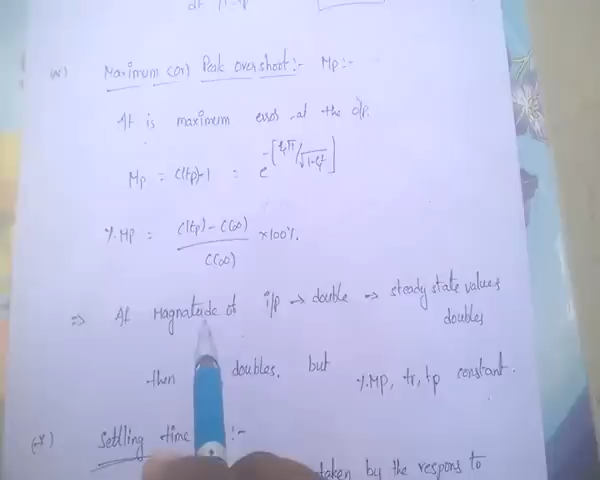 iv) Maximum (or) Peak overshoot:- Mp:-
It is maximum error at the o/p.
Mp = C(tp)-1 = e^-[ξπ/√1-ξ²]
%.Mp = C(tp) - C(∞) / C(∞) ×100%.
⇒ If Magnatude of i/p → double → steady state values doubles
then doubles. but %.Mp, tr, tp constant.
(v) Settling time :-
taken by the respons to